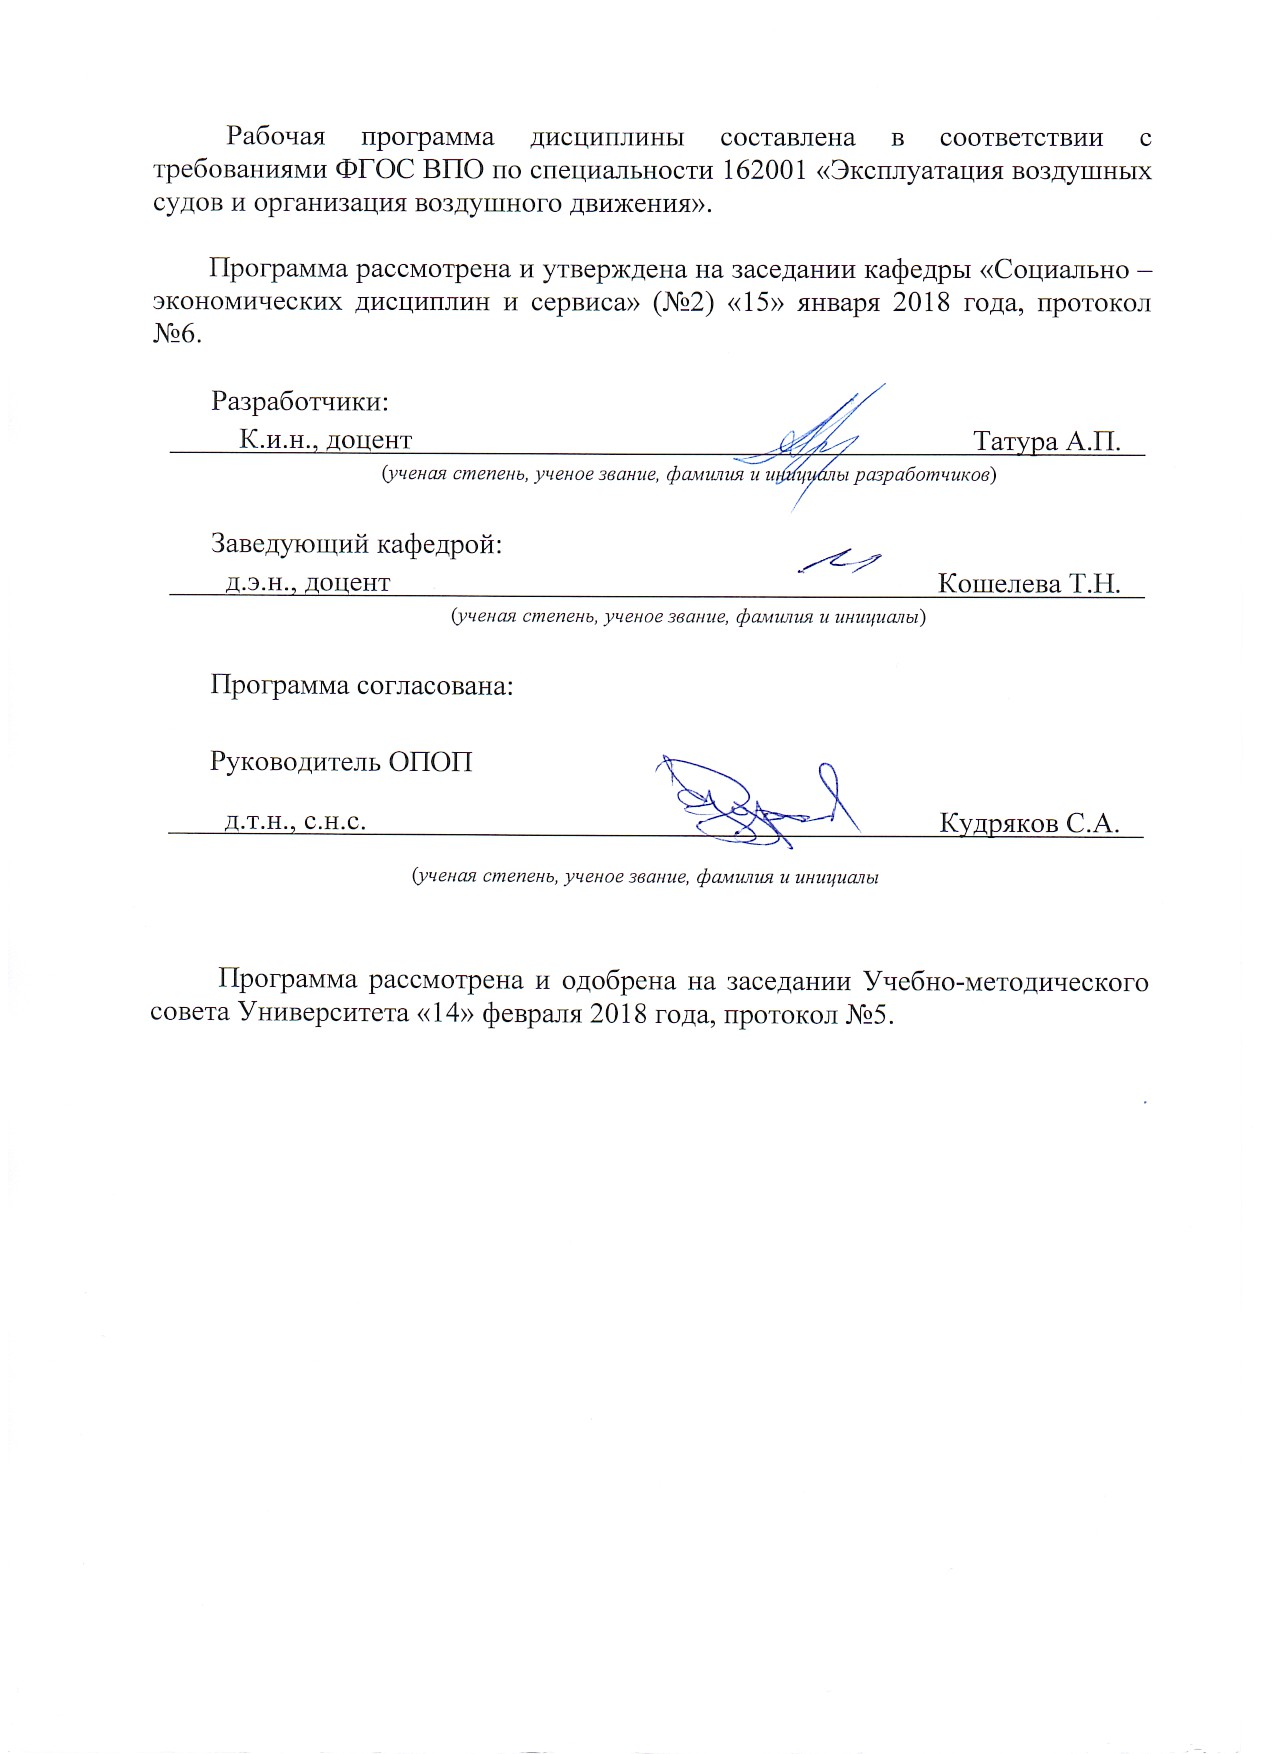 Рабочая программа дисциплины составлена в соответствии с
требованиями ФГОС ВПО по специальности 162001 «Эксплуатация воздушных
судов и организация воздушного движения».
Программа рассмотрена и утверждена на заседании кафедры «Социально –
экономических дисциплин и сервиса» (№2) «15» января 2018 года, протокол
№6.
Разработчики:
К.и.н., доцент Татура А.П.
(ученая степень, ученое звание, фамилия и инициалы разработчиков)
Заведующий кафедрой:
д.э.н., доцент Кошелева Т.Н.
(ученая степень, ученое звание, фамилия и инициалы)
Программа согласована:
Руководитель ОПОП
д.т.н., с.н.с. Кудряков С.А.
(ученая степень, ученое звание, фамилия и инициалы
Программа рассмотрена и одобрена на заседании Учебно-методического
совета Университета «14» февраля 2018 года, протокол №5.